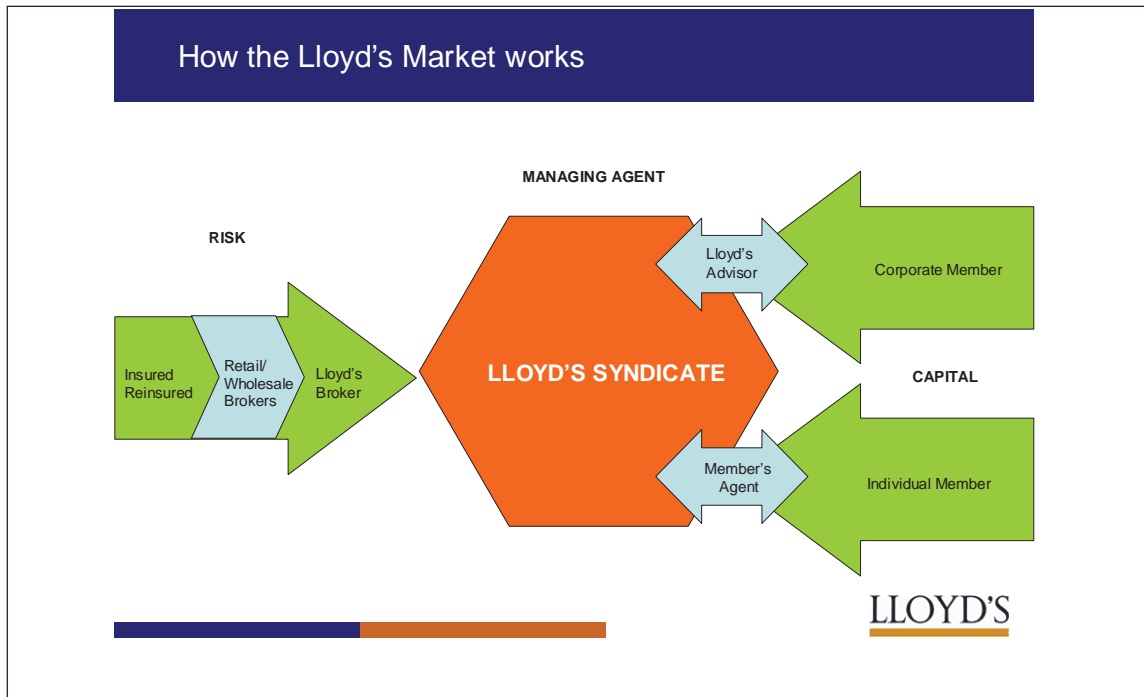 How the Lloyd's Market works
MANAGING AGENT
RISK
Lloyd's
Advisor
Corporate Member
Insured
Reinsured
Retail/
Wholesale
Brokers
Lloyd's
Broker
LLOYD'S SYNDICATE
CAPITAL
Member's
Agent
Individual Member
LLOYD'S